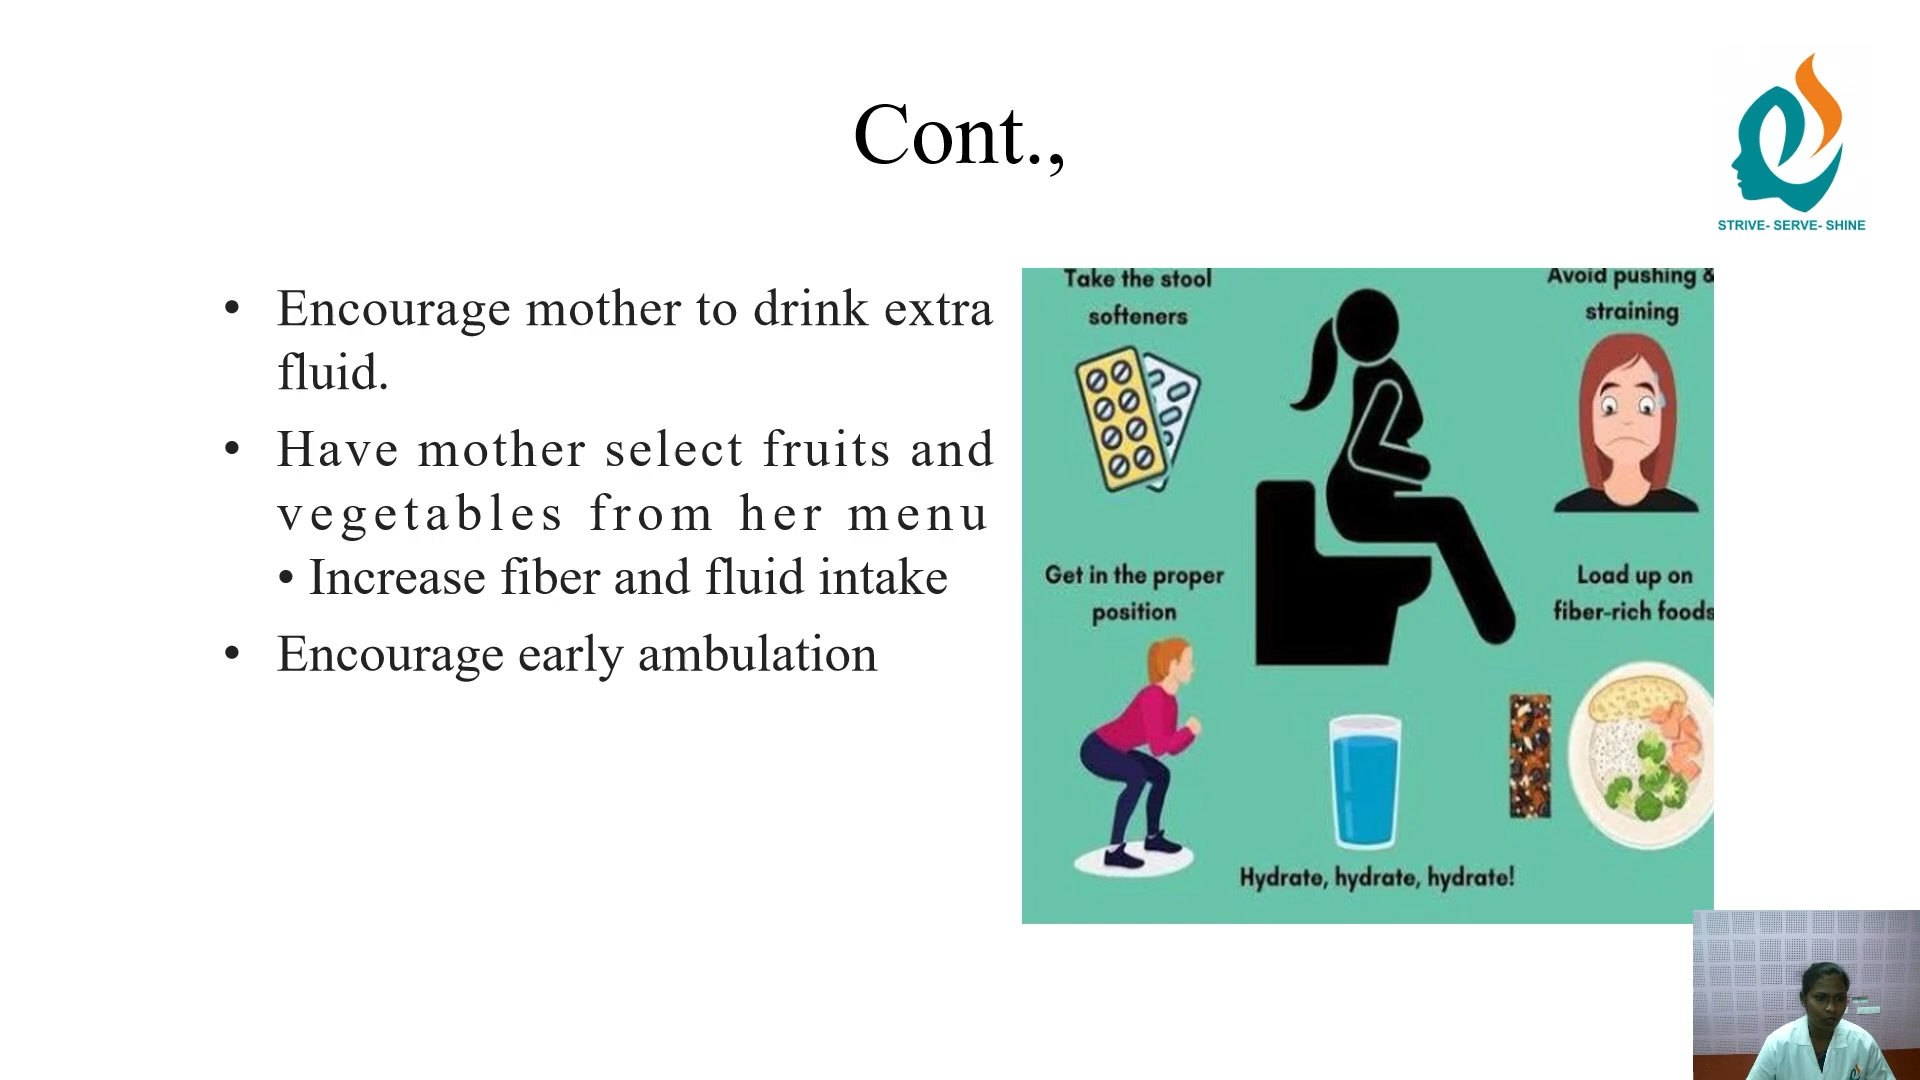 Cont.,
STRIVE- SERVE- SHINE
• Encourage mother to drink extra
fluid.
• Have mother select fruits and
vegetables from her menu
• Increase fiber and fluid intake
• Encourage early ambulation
Take the stool
softeners
Avoid pushing &
straining
Get in the proper
position
Load up on
fiber-rich foods
Hydrate, hydrate, hydrate!